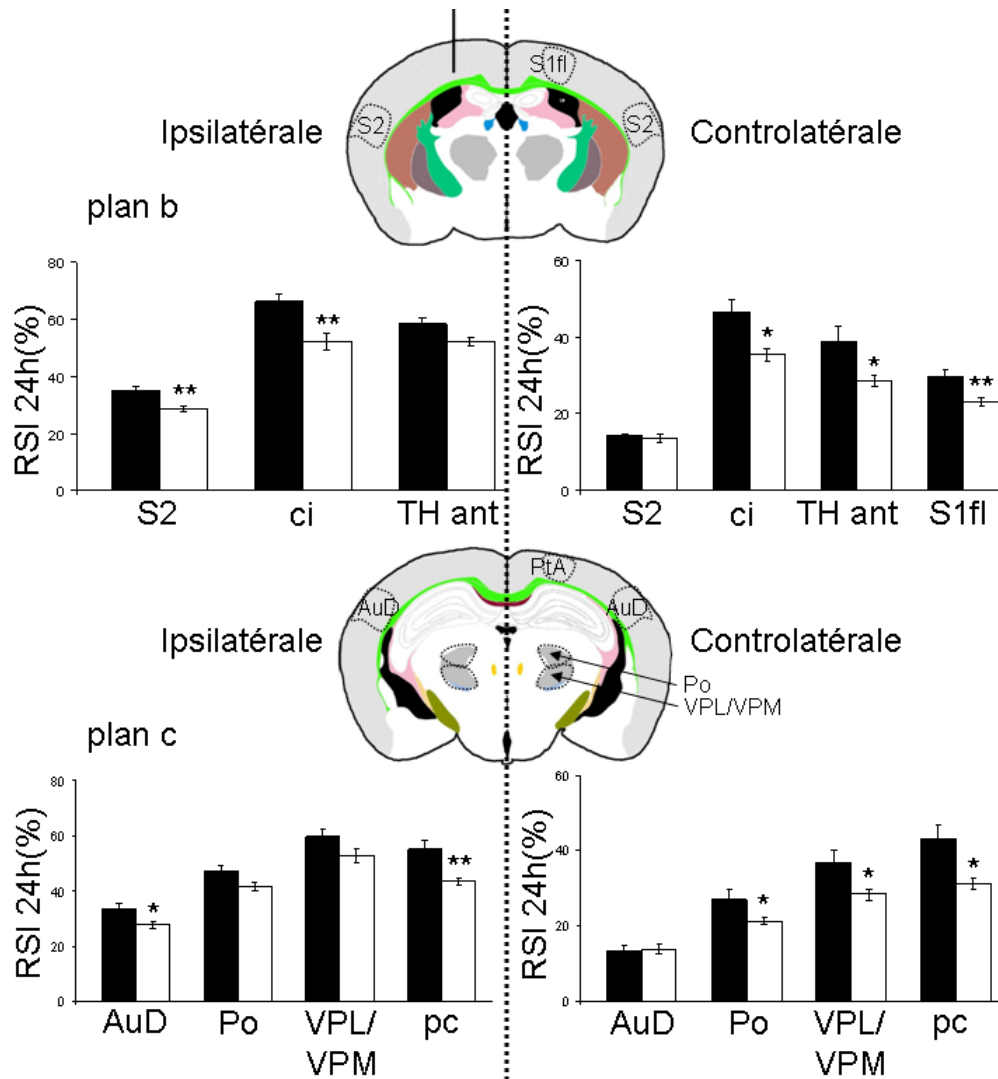 S1fl
S2
S2
Ipsilatérale
Controlatérale
plan b
RSI 24h(%)
80
60
40
20
0
**
**
S2 ci TH ant
RSI 24h(%)
60
40
20
0
*
*
**
S2 ci TH ant S1fl
PtA
AuD
AuD
Ipsilatérale
Controlatérale
Po
VPL/VPM
plan c
RSI 24h(%)
80
60
40
20
0
*
**
AuD Po VPL/ pc
VPM
RSI 24h(%)
60
40
20
0
*
*
*
AuD Po VPL/ pc
VPM